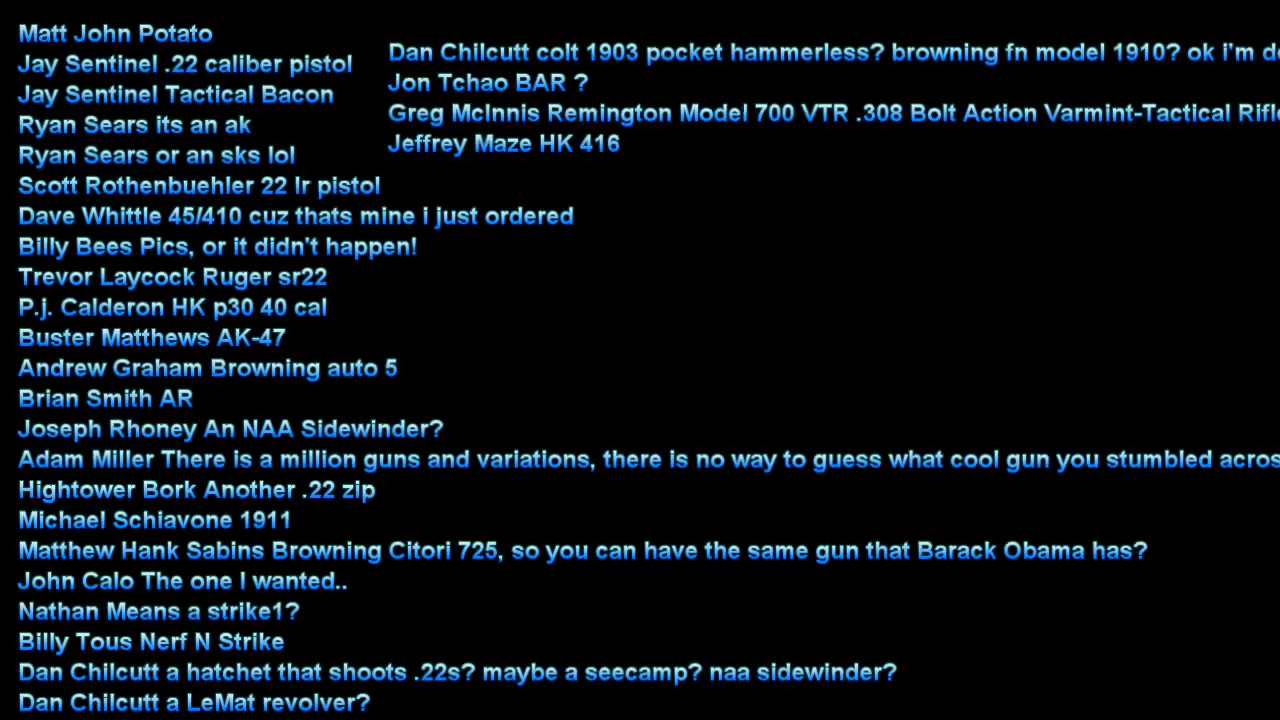 Matt John Potato
Jay Sentinel .22 caliber pistol
Jay Sentinel Tactical Bacon
Ryan Sears its an ak
Ryan Sears or an sks lol
Scott Rothenbuehler 22 lr pistol
Dave Whittle 45/410 cuz thats mine i just ordered
Billy Bees Pics, or it didn't happen!
Trevor Laycock Ruger sr22
P.j. Calderon HK p30 40 cal
Buster Matthews AK-47
Andrew Graham Browning auto 5
Brian Smith AR
Joseph Rhoney An NAA Sidewinder?
Adam Miller There is a million guns and variations, there is no way to guess what cool gun you stumbled acros
Hightower Bork Another .22 zip
Michael Schiavone 1911
Matthew Hank Sabins Browning Citori 725, so you can have the same gun that Barack Obama has?
John Calo The one I wanted..
Nathan Means a strike1?
Billy Tous Nerf N Strike
Dan Chilcutt a hatchet that shoots .22s? maybe a seecamp? naa sidewinder?
Dan Chilcutt a LeMat revolver?
Dan Chilcutt colt 1903 pocket hammerless? browning fn model 1910? ok i'm
Jon Tchao BAR ?
Greg McInnis Remington Model 700 VTR .308 Bolt Action Varmint-Tactical Rifl
Jeffrey Maze HK 416